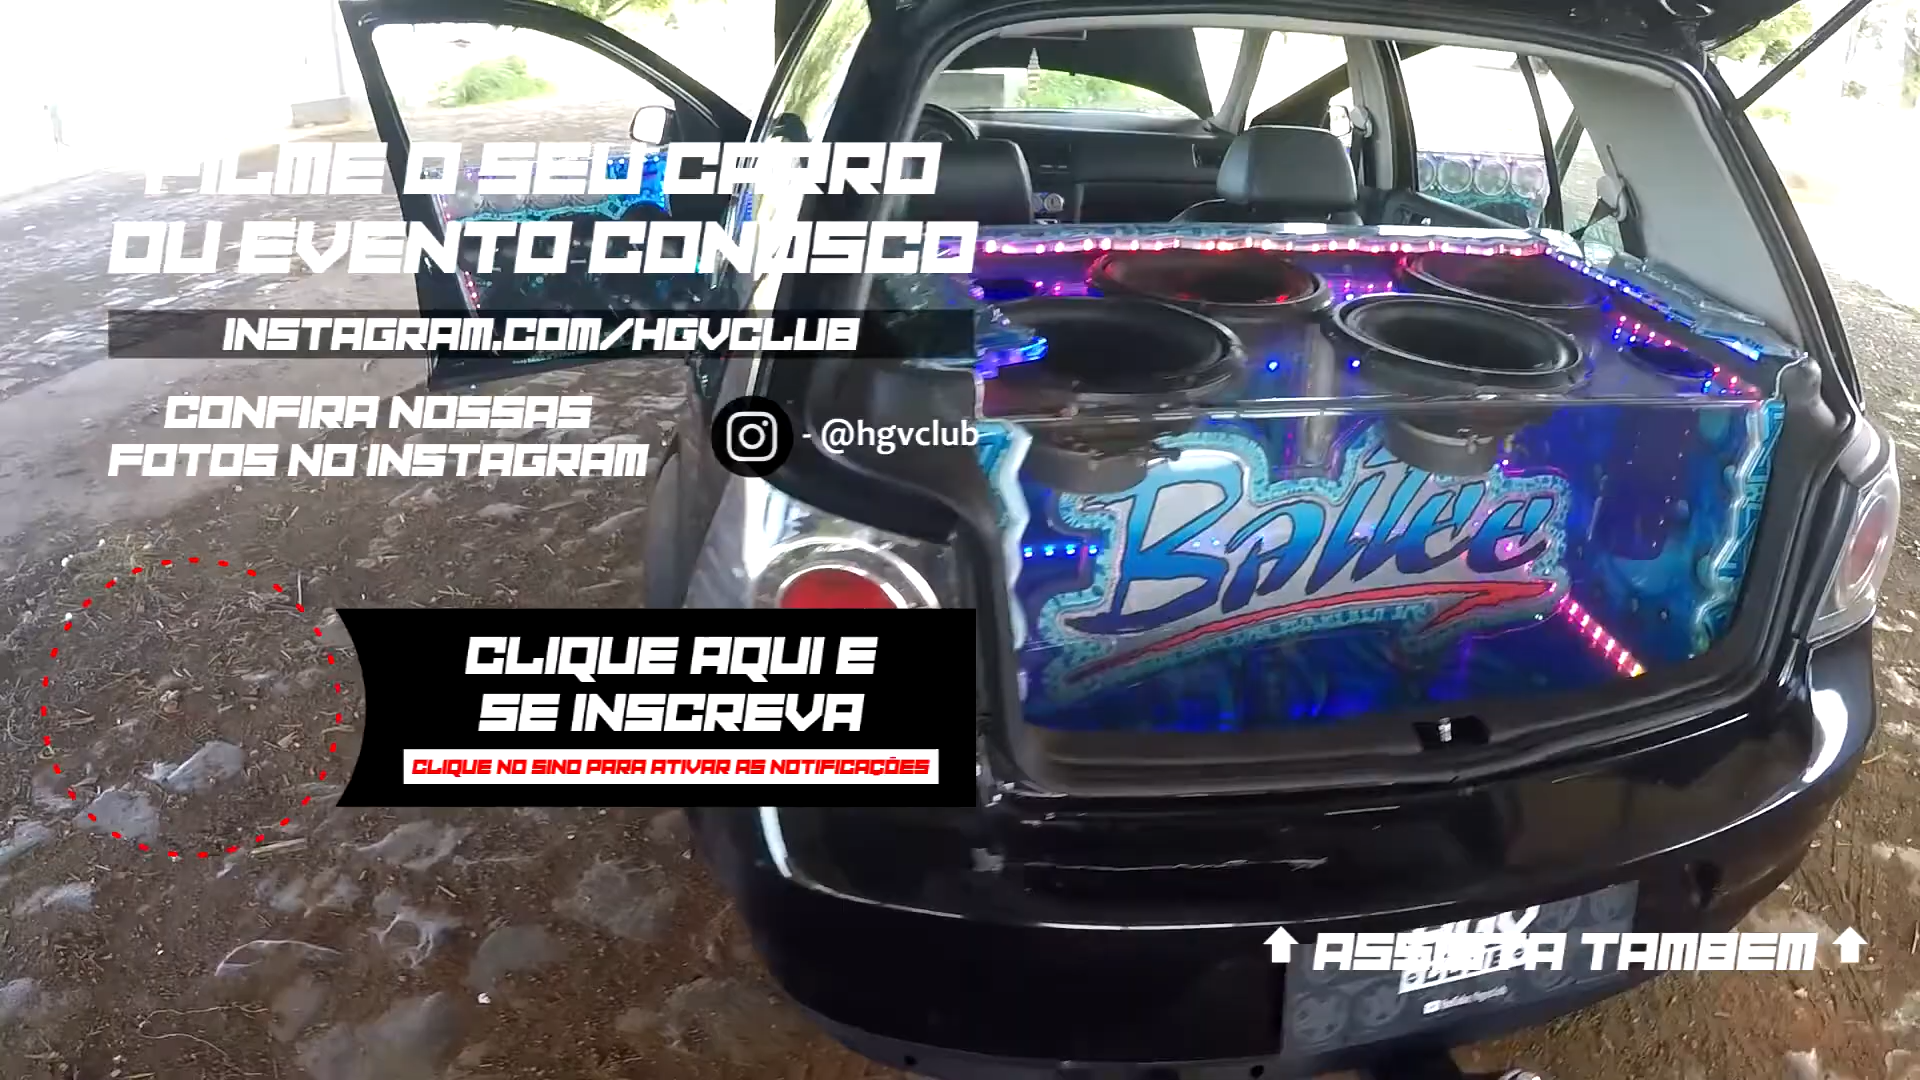 FILME O SEU CARRO
OU EVENTO CONOSCO
INSTAGRAM.COM/HGVCLUB
CONFIRA NOSSAS
FOTOS NO INSTAGRAM
- @hgvclub
Ballee
CLIQUE AQUI E
SE INSCREVA
CLIQUE NO SINO PARA ATIVAR AS NOTIFICAÇÕES
ASSISTA TAMBEM